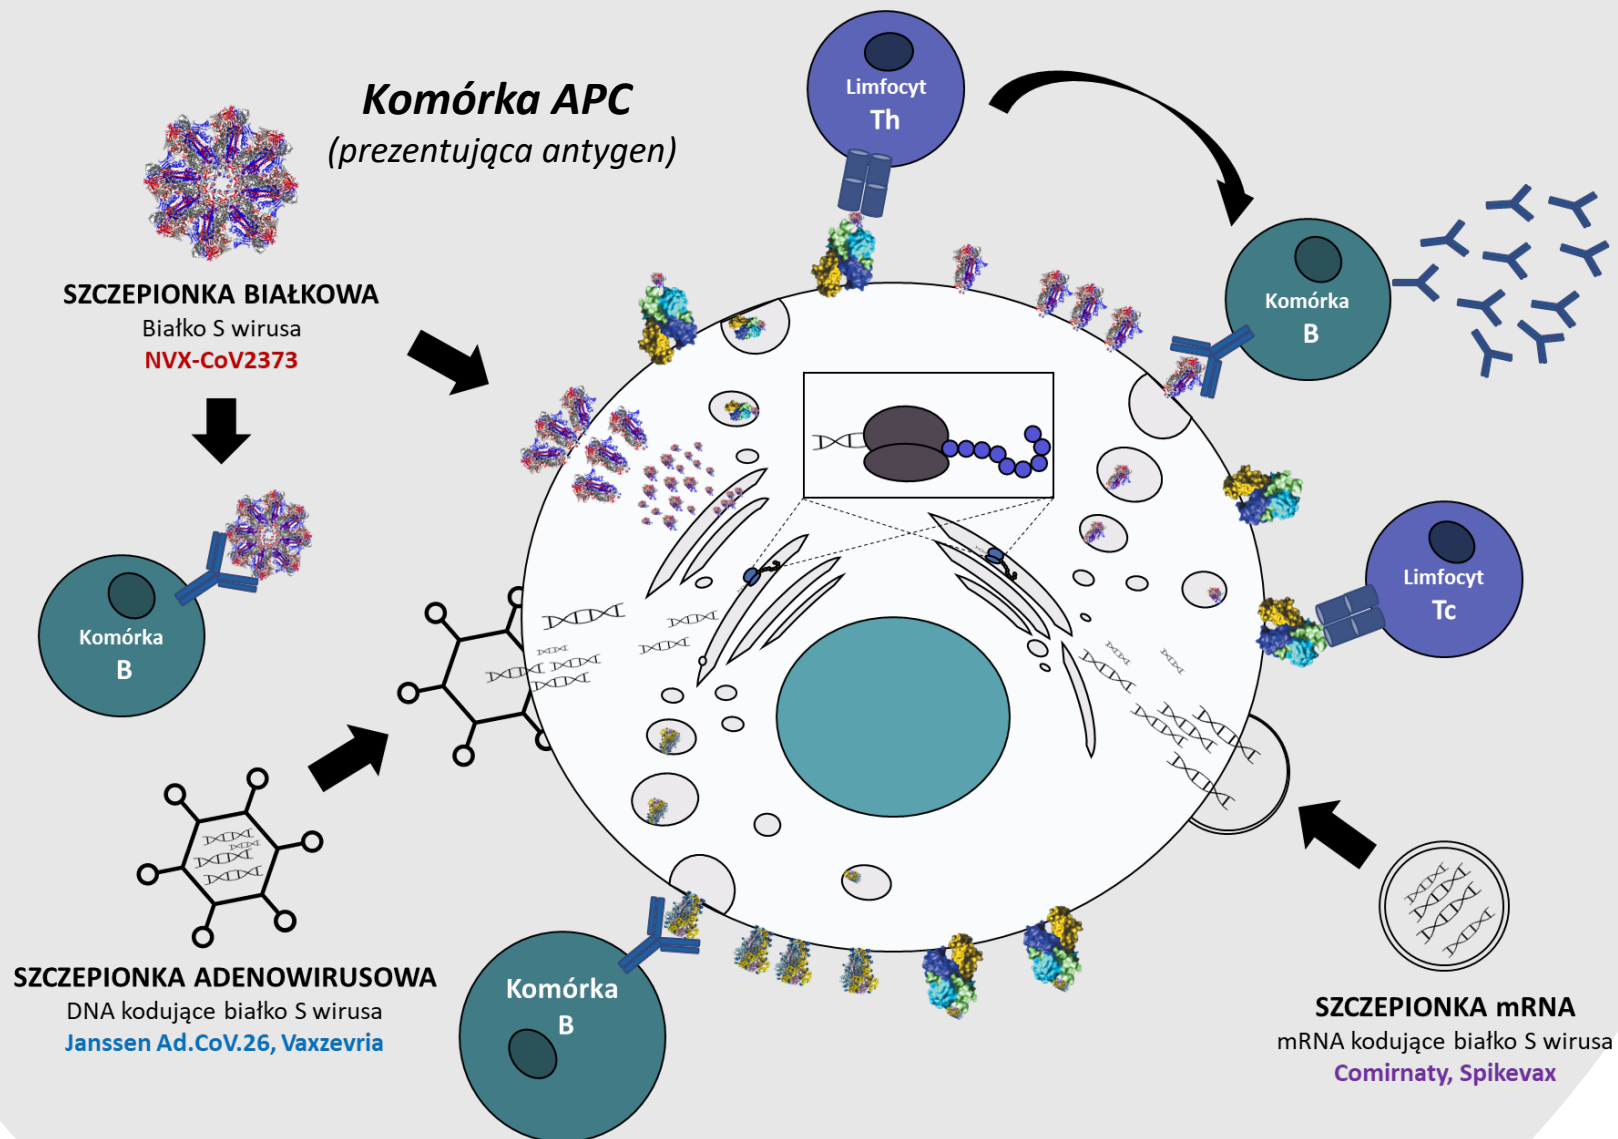 Komórka APC
(prezentująca antygen)
Limfocyt
Th
SZCZEPIONKA BIAŁKOWA
Białko S wirusa
NVX-CoV2373
Komórka
B
Limfocyt
Tc
Komórka
B
SZCZEPIONKA ADENOWIRUSOWA
DNA kodujące białko S wirusa
Janssen Ad.CoV.26, Vaxzevria
Komórka
B
SZCZEPIONKA mRNA
mRNA kodujące białko S wirusa
Comirnaty, Spikevax